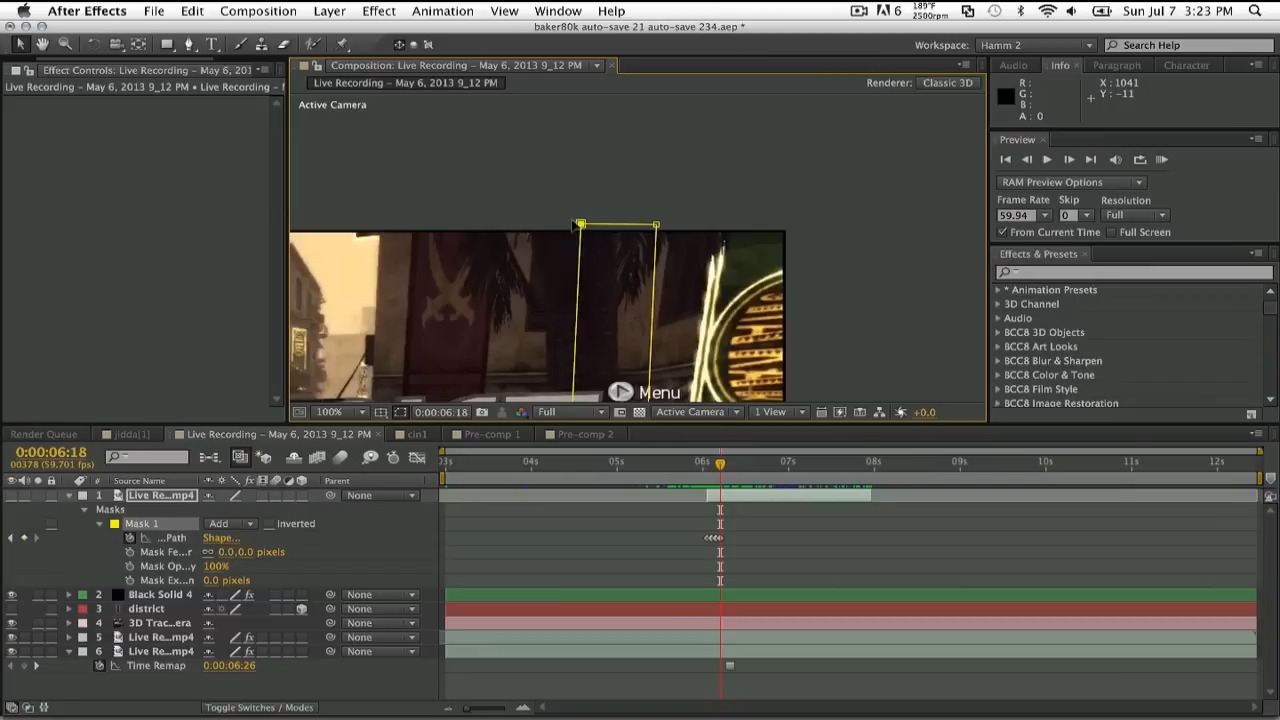 After Effects File Edit Composition Layer Effect Animation View Window Help 6 189°F 2500rpm Sun Jul 7 3:23 PM
baker80k auto-save 21 auto-save 234.aep *
Workspace: Hamm 2 Search Help
Effect Controls: Live Recording – May 6, 201
Composition: Live Recording – May 6, 2013 9_12 PM
Audio Info Paragraph Character
Live Recording – May 6, 2013 9_12 PM • Live Recording – M
Live Recording – May 6, 2013 9_12 PM
Renderer: Classic 3D
Active Camera
R:
G:
B:
A: 0
X: 1041
Y: -11
Preview
RAM Preview Options
Frame Rate Skip Resolution
59.94 0 Full
From Current Time Full Screen
Effects & Presets
* Animation Presets
3D Channel
Audio
BCC8 3D Objects
BCC8 Art Looks
BCC8 Blur & Sharpen
BCC8 Color & Tone
BCC8 Film Style
BCC8 Image Restoration
Menu
100% 0:00:06:18 Full Active Camera 1 View +0.0
Render Queue jidda[1] Live Recording – May 6, 2013 9_12 PM cin1 Pre-comp 1 Pre-comp 2
0:00:06:18
00378 (59.701 fps)
03s 04s 05s 06s 07s 08s 09s 10s 11s 12s
# Source Name Parent
1 Live Re...mp4 None
Masks
Mask 1 Add Inverted
...Path Shape...
Mask Fe...r 0.0,0.0 pixels
Mask Op...y 100%
Mask Ex...n 0.0 pixels
2 Black Solid 4 None
3 district None
4 3D Trac...era None
5 Live Re...mp4 None
6 Live Re...mp4 None
Time Remap 0:00:06:26
Toggle Switches / Modes